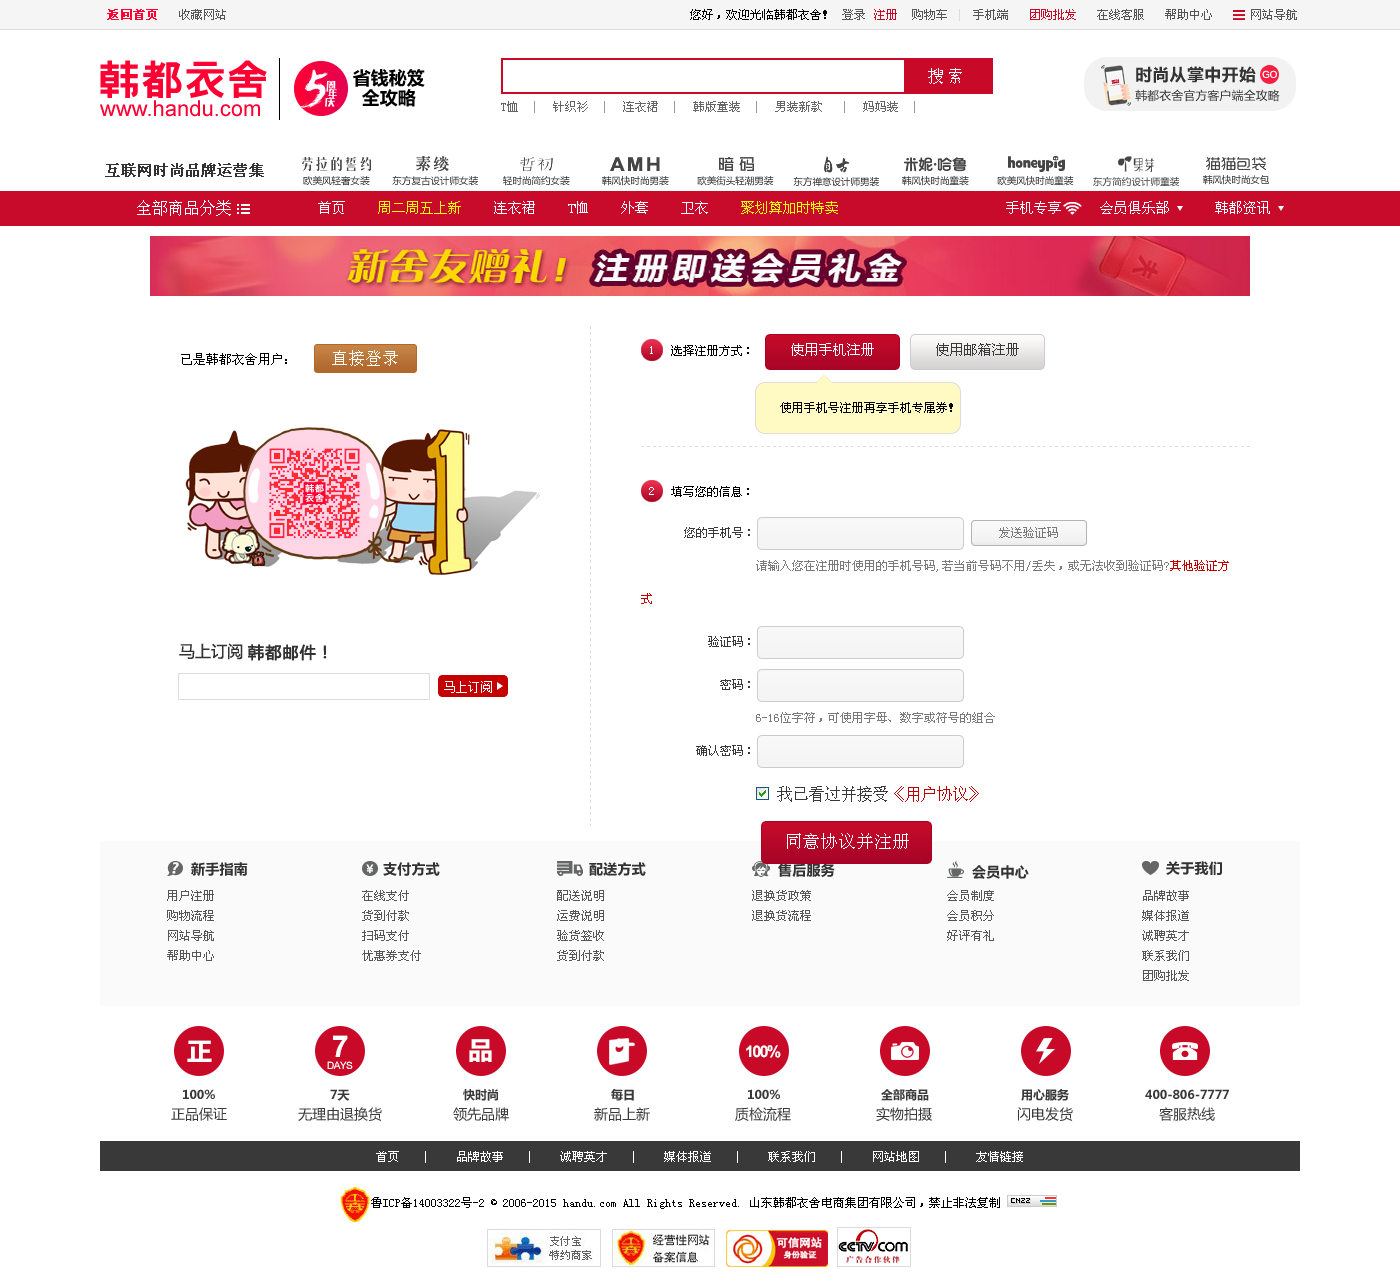 返回首页 收藏网站 您好，欢迎光临韩都衣舍! 登录 注册 购物车 手机端 团购批发 在线客服 帮助中心 网站导航
韩都衣舍
www.handu.com
5周年庆
省钱秘笈
全攻略
搜 索
T恤 | 针织衫 | 连衣裙 | 韩版童装 | 男装新款 | 妈妈装 |
时尚从掌中开始 GO
韩都衣舍官方客户端全攻略
互联网时尚品牌运营集
劳拉的誓约 素缕 哲初 AMH 暗码 米妮·哈鲁 honeypig 果芽 猫猫包袋
欧美风轻奢女装 东方复古设计师女装 轻时尚简约女装 韩风快时尚男装 欧美街头轻潮男装 东方禅意设计师男装 韩风快时尚童装 欧美风快时尚童装 东方简约设计师童装 韩风快时尚女包
全部商品分类 首页 周二周五上新 连衣裙 T恤 外套 卫衣 聚划算加时特卖 手机专享 会员俱乐部 韩都资讯
新舍友赠礼! 注册即送会员礼金
已是韩都衣舍用户： 直接登录
韩都衣舍
1
马上订阅 韩都邮件！
马上订阅
1 选择注册方式： 使用手机注册 使用邮箱注册
使用手机号注册再享手机专属券!
2 填写您的信息：
您的手机号： 发送验证码
请输入您在注册时使用的手机号码,若当前号码不用/丢失，或无法收到验证码?其他验证方
式
验证码：
密码：
6-16位字符，可使用字母、数字或符号的组合
确认密码：
我已看过并接受《用户协议》
同意协议并注册
新手指南 支付方式 配送方式 售后服务 会员中心 关于我们
用户注册 在线支付 配送说明 退换货政策 会员制度 品牌故事
购物流程 货到付款 运费说明 退换货流程 会员积分 媒体报道
网站导航 扫码支付 验货签收 好评有礼 诚聘英才
帮助中心 优惠券支付 货到付款 联系我们
团购批发
正 7 DAYS 品 100%
100% 7天 快时尚 每日 100% 全部商品 用心服务 400-806-7777
正品保证 无理由退换货 领先品牌 新品上新 质检流程 实物拍摄 闪电发货 客服热线
首页 | 品牌故事 | 诚聘英才 | 媒体报道 | 联系我们 | 网站地图 | 友情链接
鲁ICP备14003322号-2 © 2006-2015 handu.com All Rights Reserved. 山东韩都衣舍电商集团有限公司，禁止非法复制 CNZZ
支付宝
特约商家
经营性网站
备案信息
可信网站
身份验证
CCTV.com
广告合作伙伴